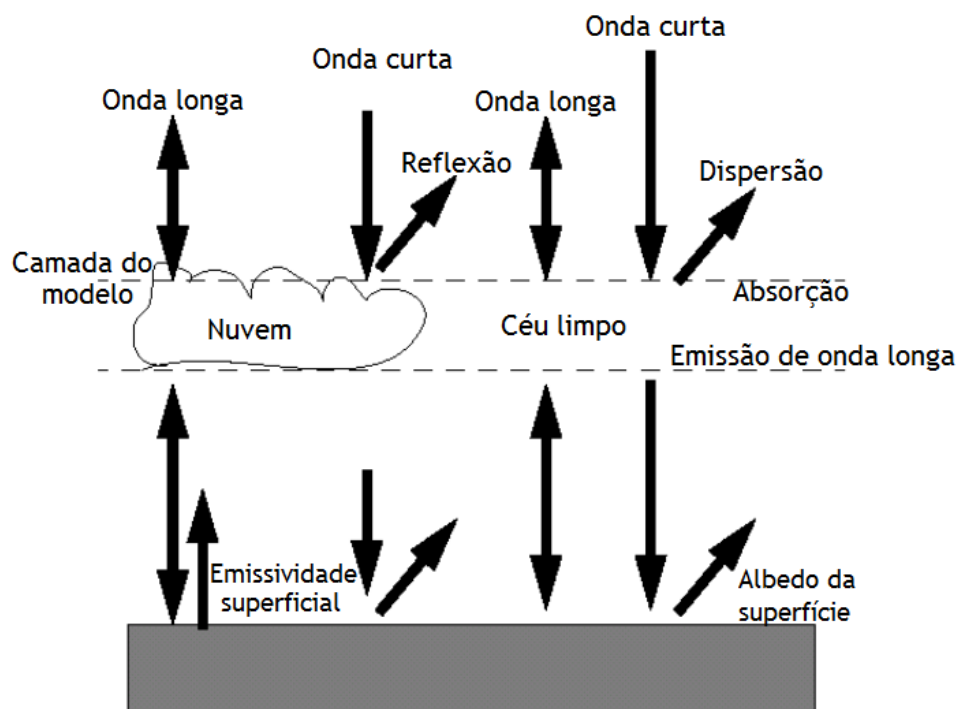 Onda curta
Onda curta
Onda longa
Onda longa
Reflexão
Dispersão
Camada do
modelo
Absorção
Nuvem
Céu limpo
Emissão de onda longa
Emissividade
superficial
Albedo da
superfície